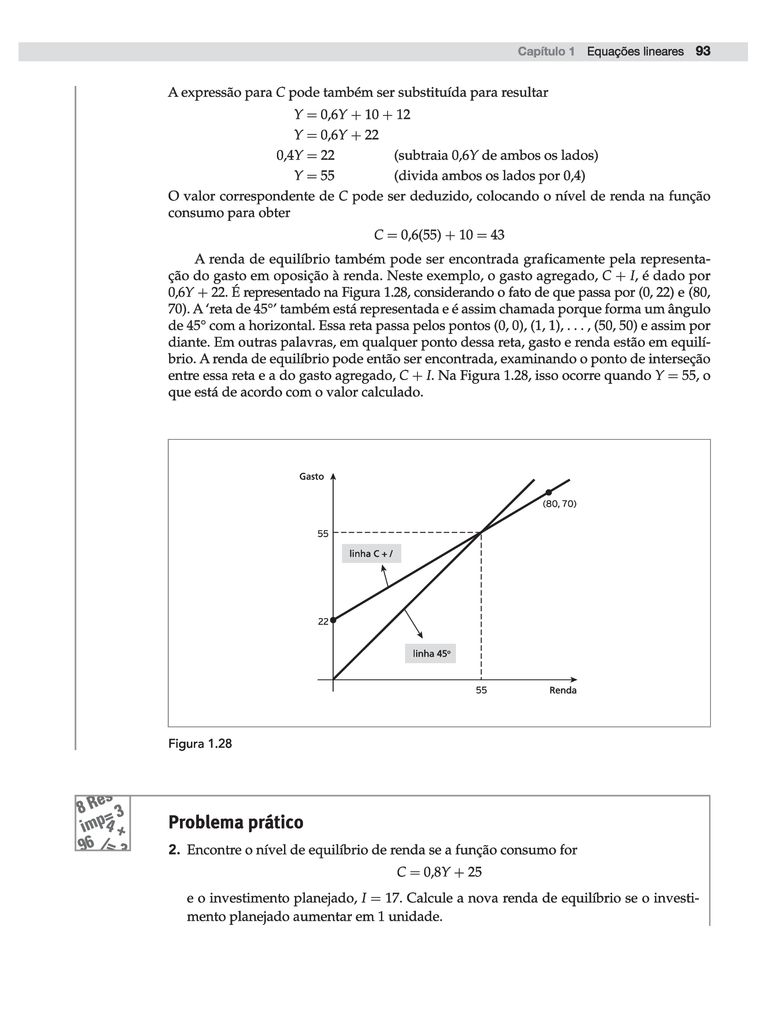 Capítulo 1 Equações lineares 93
A expressão para C pode também ser substituída para resultar
Y = 0,6Y + 10 + 12
Y = 0,6Y + 22
0,4Y = 22 (subtraia 0,6Y de ambos os lados)
Y = 55 (divida ambos os lados por 0,4)
O valor correspondente de C pode ser deduzido, colocando o nível de renda na função
consumo para obter
C = 0,6(55) + 10 = 43
A renda de equilíbrio também pode ser encontrada graficamente pela representa-
ção do gasto em oposição à renda. Neste exemplo, o gasto agregado, C + I, é dado por
0,6Y + 22. É representado na Figura 1.28, considerando o fato de que passa por (0, 22) e (80,
70). A ‘reta de 45°’ também está representada e é assim chamada porque forma um ângulo
de 45° com a horizontal. Essa reta passa pelos pontos (0, 0), (1, 1), . . . , (50, 50) e assim por
diante. Em outras palavras, em qualquer ponto dessa reta, gasto e renda estão em equilí-
brio. A renda de equilíbrio pode então ser encontrada, examinando o ponto de interseção
entre essa reta e a do gasto agregado, C + I. Na Figura 1.28, isso ocorre quando Y = 55, o
que está de acordo com o valor calculado.
Gasto
(80, 70)
55
linha C + I
22
linha 45º
55 Renda
Figura 1.28
8 Res
imp= 3
4 +
96 /= 2
Problema prático
2. Encontre o nível de equilíbrio de renda se a função consumo for
C = 0,8Y + 25
e o investimento planejado, I = 17. Calcule a nova renda de equilíbrio se o investi-
mento planejado aumentar em 1 unidade.